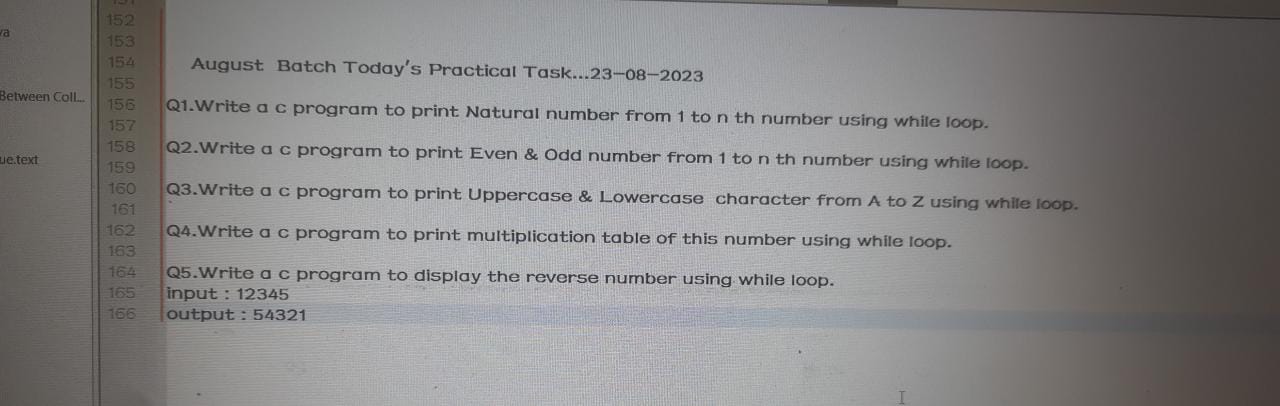 152
153
154 August Batch Today's Practical Task...23-08-2023
155
156 Q1.Write a c program to print Natural number from 1 to n th number using while loop.
157
158 Q2.Write a c program to print Even & Odd number from 1 to n th number using while loop.
159
160 Q3.Write a c program to print Uppercase & Lowercase character from A to Z using while loop.
161
162 Q4.Write a c program to print multiplication table of this number using while loop.
163
164 Q5.Write a c program to display the reverse number using while loop.
165 input : 12345
166 output : 54321
Between Coll...
ue.text